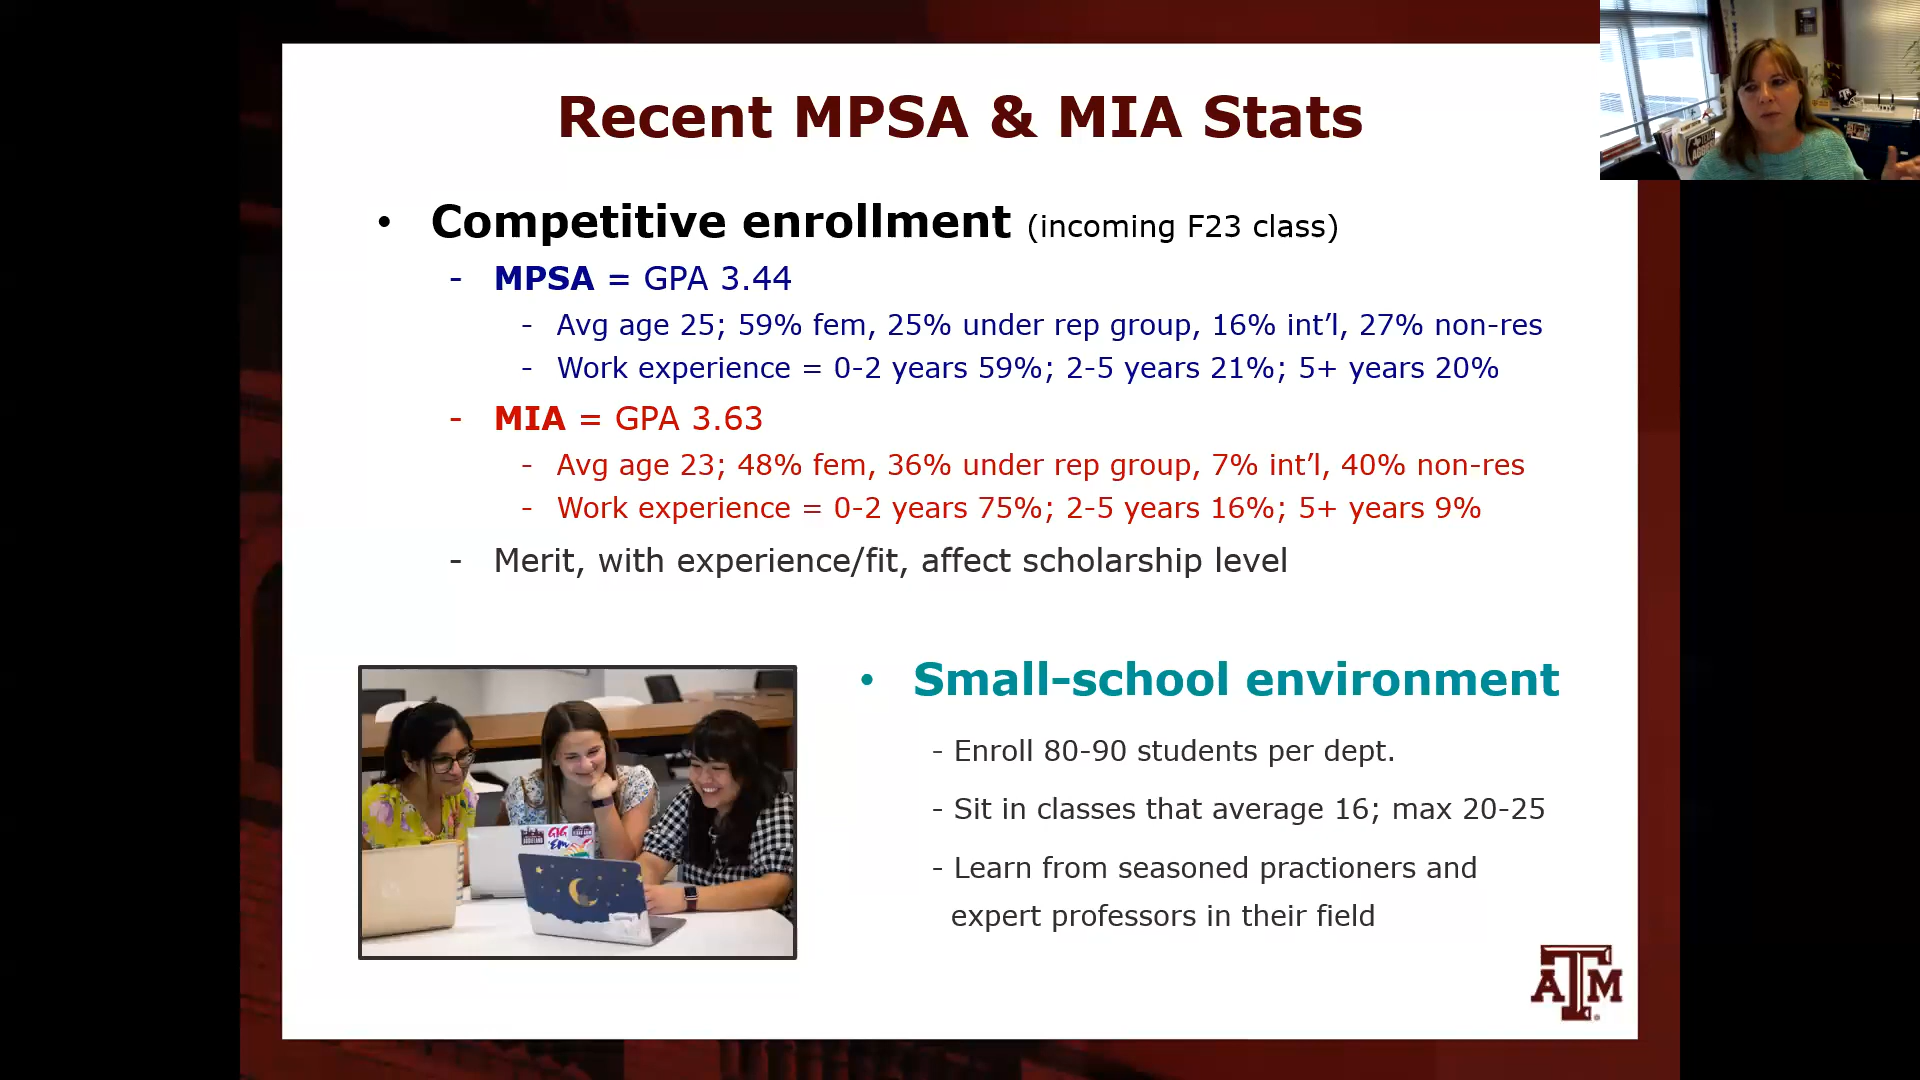 Recent MPSA & MIA Stats
• Competitive enrollment (incoming F23 class)
- MPSA = GPA 3.44
- Avg age 25; 59% fem, 25% under rep group, 16% int’l, 27% non-res
- Work experience = 0-2 years 59%; 2-5 years 21%; 5+ years 20%
- MIA = GPA 3.63
- Avg age 23; 48% fem, 36% under rep group, 7% int’l, 40% non-res
- Work experience = 0-2 years 75%; 2-5 years 16%; 5+ years 9%
- Merit, with experience/fit, affect scholarship level
• Small-school environment
- Enroll 80-90 students per dept.
- Sit in classes that average 16; max 20-25
- Learn from seasoned practioners and
expert professors in their field
GIG
'EM
ATM